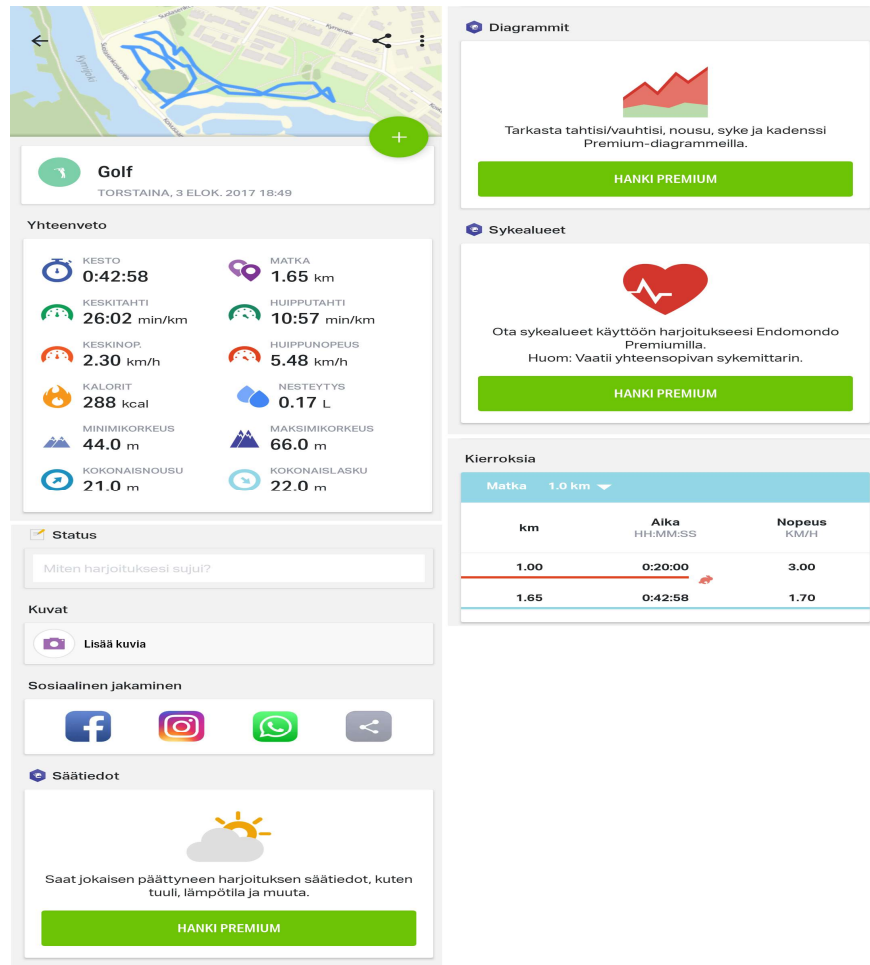 Kymijoki
Golf
TORSTAINA, 3 ELOK. 2017 18:49
Yhteenveto
KESTO
0:42:58
MATKA
1.65 km
KESKITAHTI
26:02 min/km
HUIPPUTAHTI
10:57 min/km
KESKINOP.
2.30 km/h
HUIPPUNOPEUS
5.48 km/h
KALORIT
288 kcal
NESTEYTYS
0.17 L
MINIMIKORKEUS
44.0 m
MAKSIMIKORKEUS
66.0 m
KOKONAISNOUSU
21.0 m
KOKONAISLASKU
22.0 m
Status
Miten harjoituksesi sujui?
Kuvat
Lisää kuvia
Sosiaalinen jakaminen
Säätiedot
Saat jokaisen päättyneen harjoituksen säätiedot, kuten
tuuli, lämpötila ja muuta.
HANKI PREMIUM
Diagrammit
Tarkasta tahtisi/vauhtisi, nousu, syke ja kadenssi
Premium-diagrammeilla.
HANKI PREMIUM
Sykealueet
Ota sykealueet käyttöön harjoitukseesi Endomondo
Premiumilla.
Huom: Vaatii yhteensopivan sykemittarin.
HANKI PREMIUM
Kierroksia
Matka 1.0 km
km Aika Nopeus
HH:MM:SS KM/H
1.00 0:20:00 3.00
1.65 0:42:58 1.70